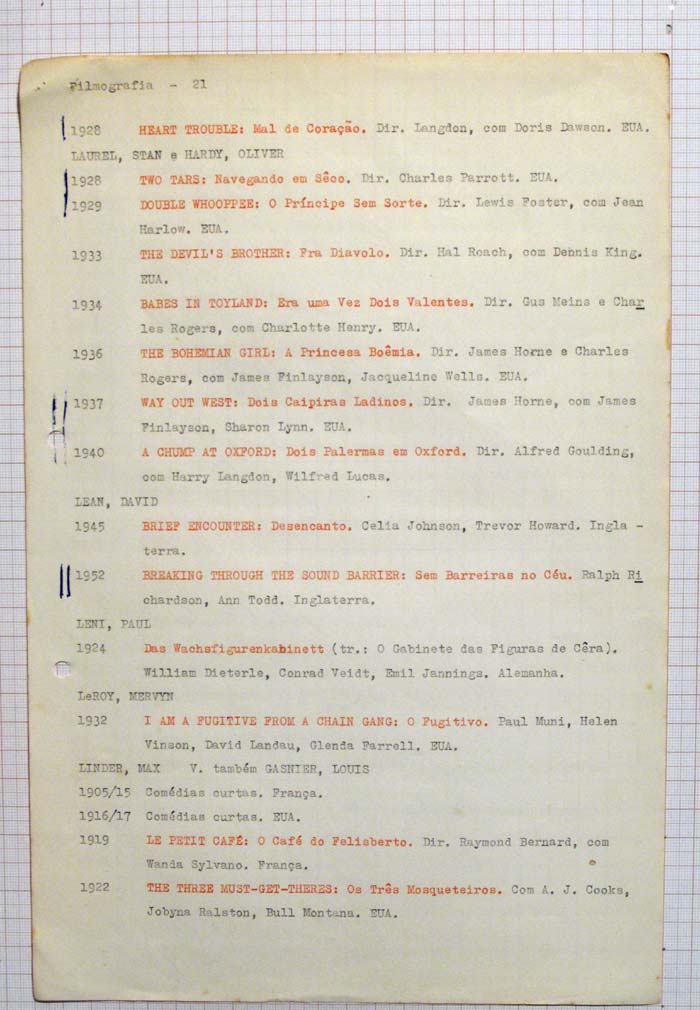 Filmografia - 21
1928 HEART TROUBLE: Mal de Coração. Dir. Langdon, com Doris Dawson. EUA.
LAUREL, STAN e HARDY, OLIVER
1928 TWO TARS: Navegando em Sêco. Dir. Charles Parrott. EUA.
1929 DOUBLE WHOOPPEE: O Príncipe Sem Sorte. Dir. Lewis Foster, com Jean
Harlow. EUA.
1933 THE DEVIL'S BROTHER: Fra Diavolo. Dir. Hal Roach, com Dennis King.
EUA.
1934 BABES IN TOYLAND: Era uma Vez Dois Valentes. Dir. Gus Meins e Char
les Rogers, com Charlotte Henry. EUA.
1936 THE BOHEMIAN GIRL: A Princesa Boêmia. Dir. James Horne e Charles
Rogers, com James Finlayson, Jacqueline Wells. EUA.
1937 WAY OUT WEST: Dois Caipiras Ladinos. Dir. James Horne, com James
Finlayson, Sharon Lynn. EUA.
1940 A CHUMP AT OXFORD: Dois Palermas em Oxford. Dir. Alfred Goulding,
com Harry Langdon, Wilfred Lucas.
LEAN, DAVID
1945 BRIEF ENCOUNTER: Desencanto. Celia Johnson, Trevor Howard. Ingla -
terra.
1952 BREAKING THROUGH THE SOUND BARRIER: Sem Barreiras no Céu. Ralph Ri
chardson, Ann Todd. Inglaterra.
LENI, PAUL
1924 Das Wachsfigurenkabinett (tr.: O Gabinete das Figuras de Cêra).
William Dieterle, Conrad Veidt, Emil Jannings. Alemanha.
LeROY, MERVYN
1932 I AM A FUGITIVE FROM A CHAIN GANG: O Fugitivo. Paul Muni, Helen
Vinson, David Landau, Glenda Farrell. EUA.
LINDER, MAX V. também GASNIER, LOUIS
1905/15 Comédias curtas. França.
1916/17 Comédias curtas. EUA.
1919 LE PETIT CAFÉ: O Café do Felisberto. Dir. Raymond Bernard, com
Wanda Sylvano. França.
1922 THE THREE MUST-GET-THERES: Os Três Mosqueteiros. Com A. J. Cooks,
Jobyna Ralston, Bull Montana. EUA.